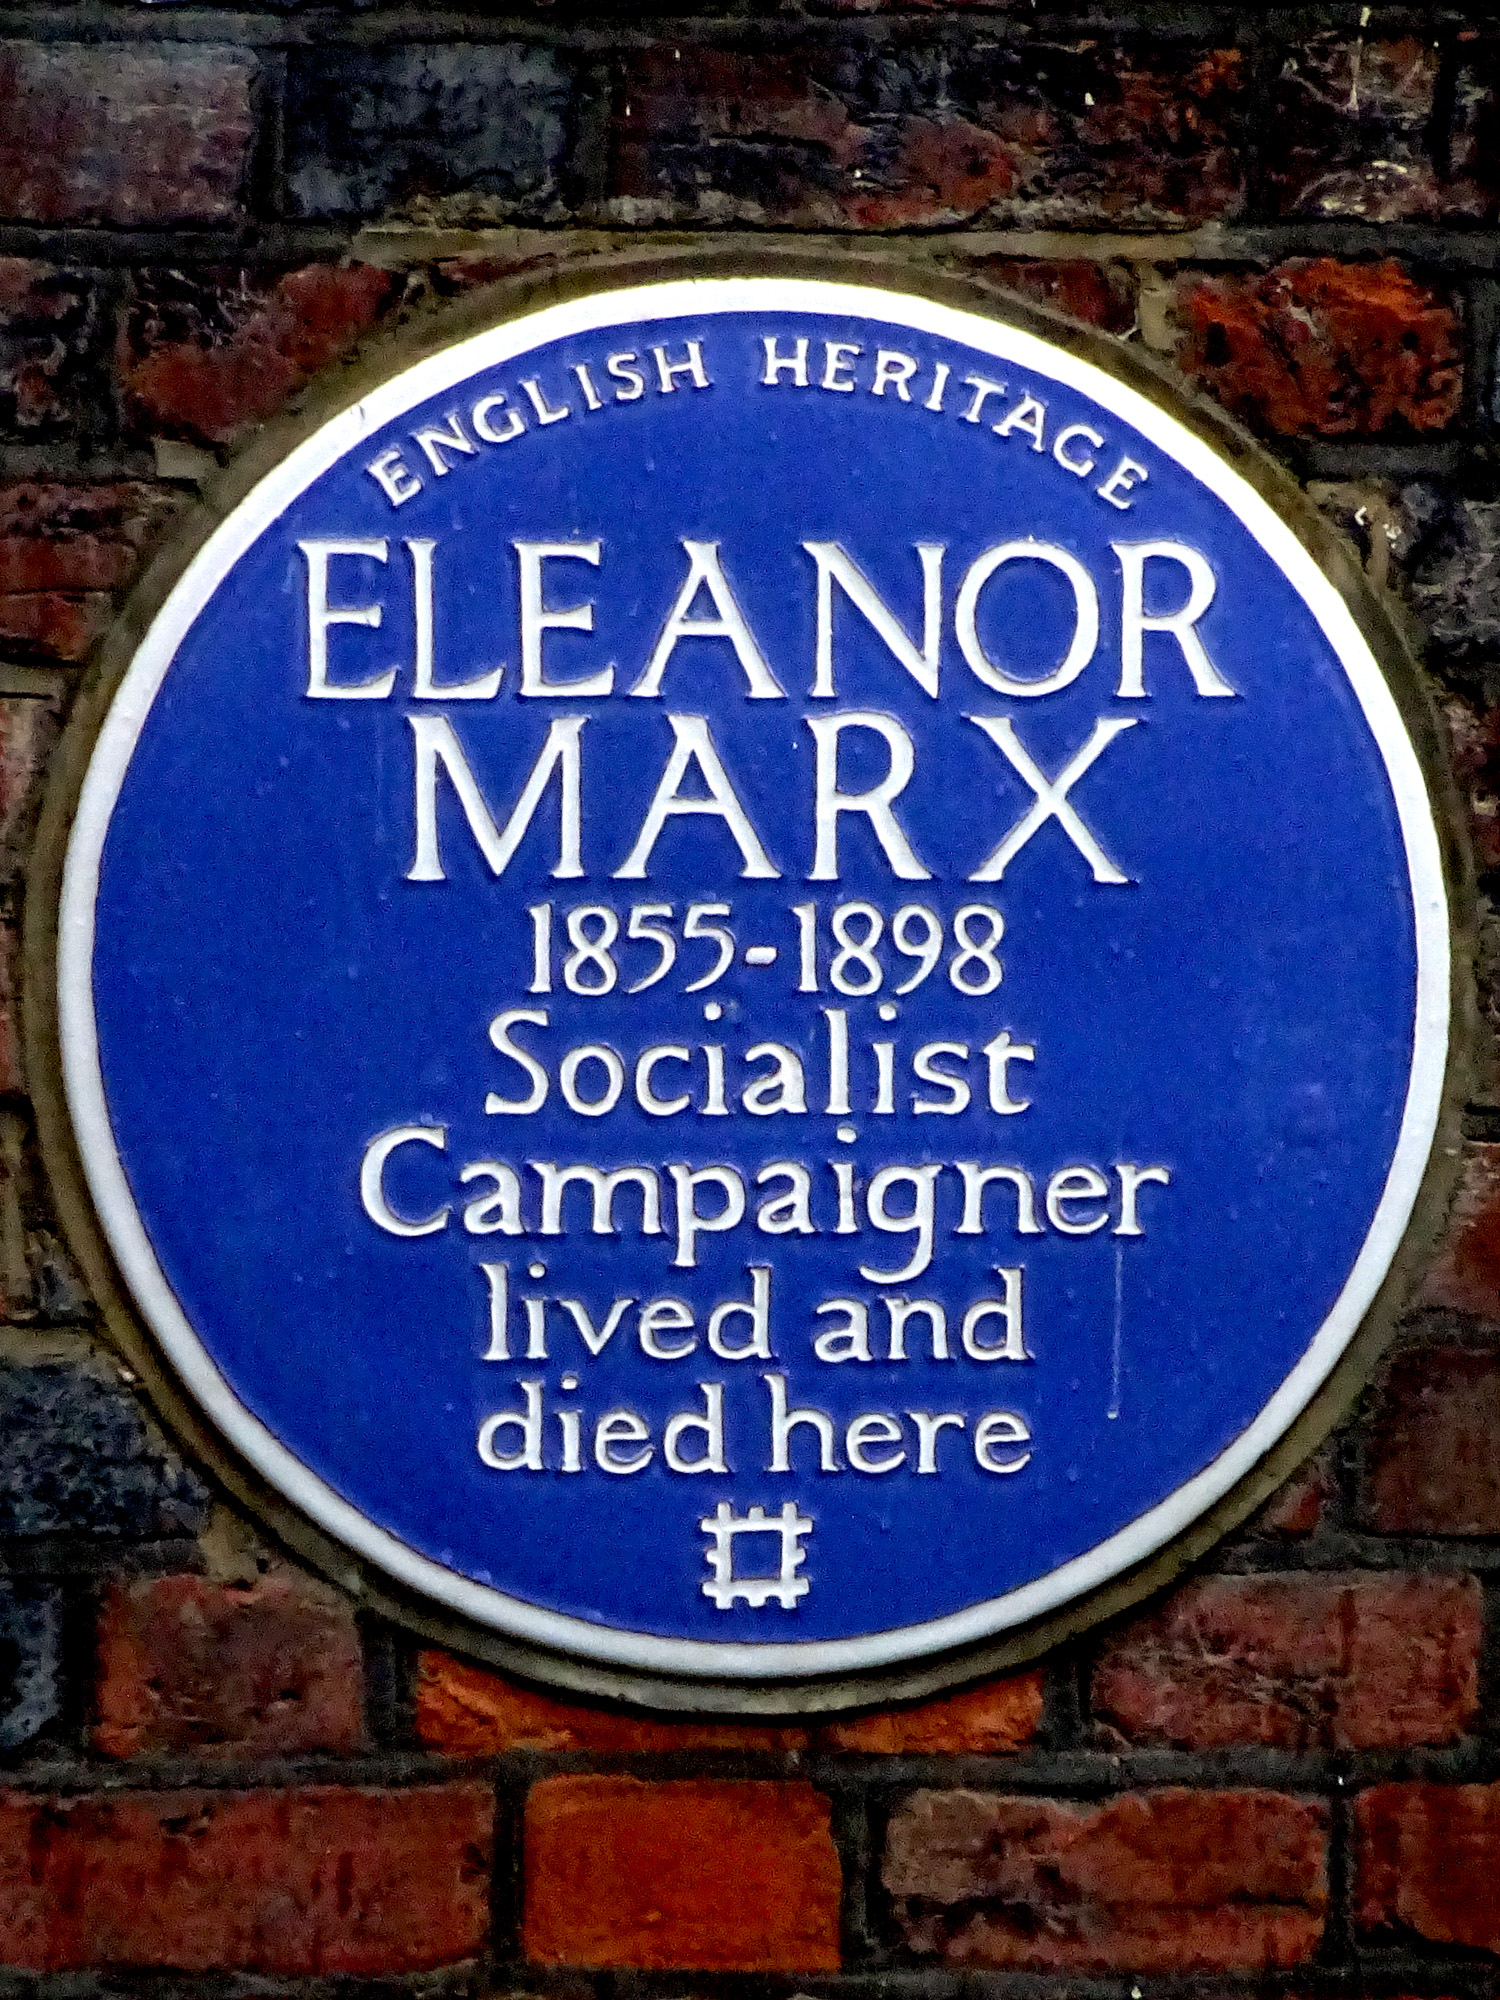 ENGLISH HERITAGE
ELEANOR
MARX
1855-1898
Socialist
Campaigner
lived and
died here